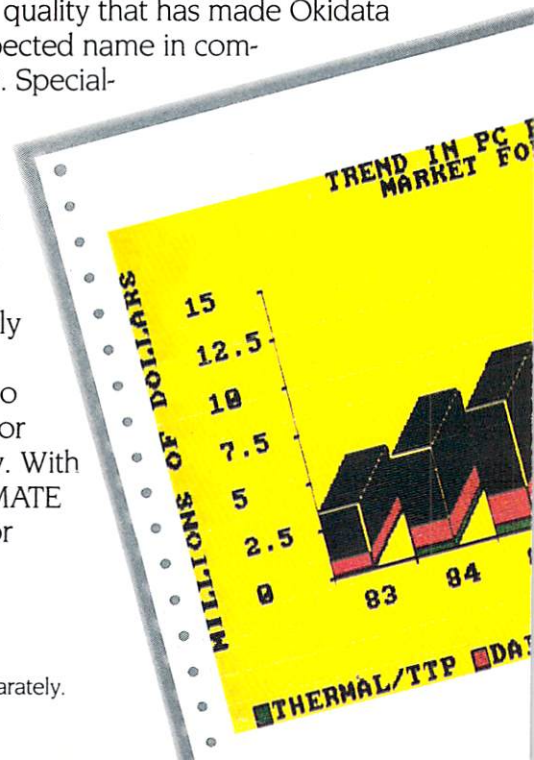 quality that has made Okidata
pected name in com-
. Special-
ly
o
or
y. With
MATE
or
arately.
TREND IN PC
MARKET FO
MILLIONS OF DOLLARS
15
12.5
10
7.5
5
2.5
0
83 84
THERMAL/TTP DAI